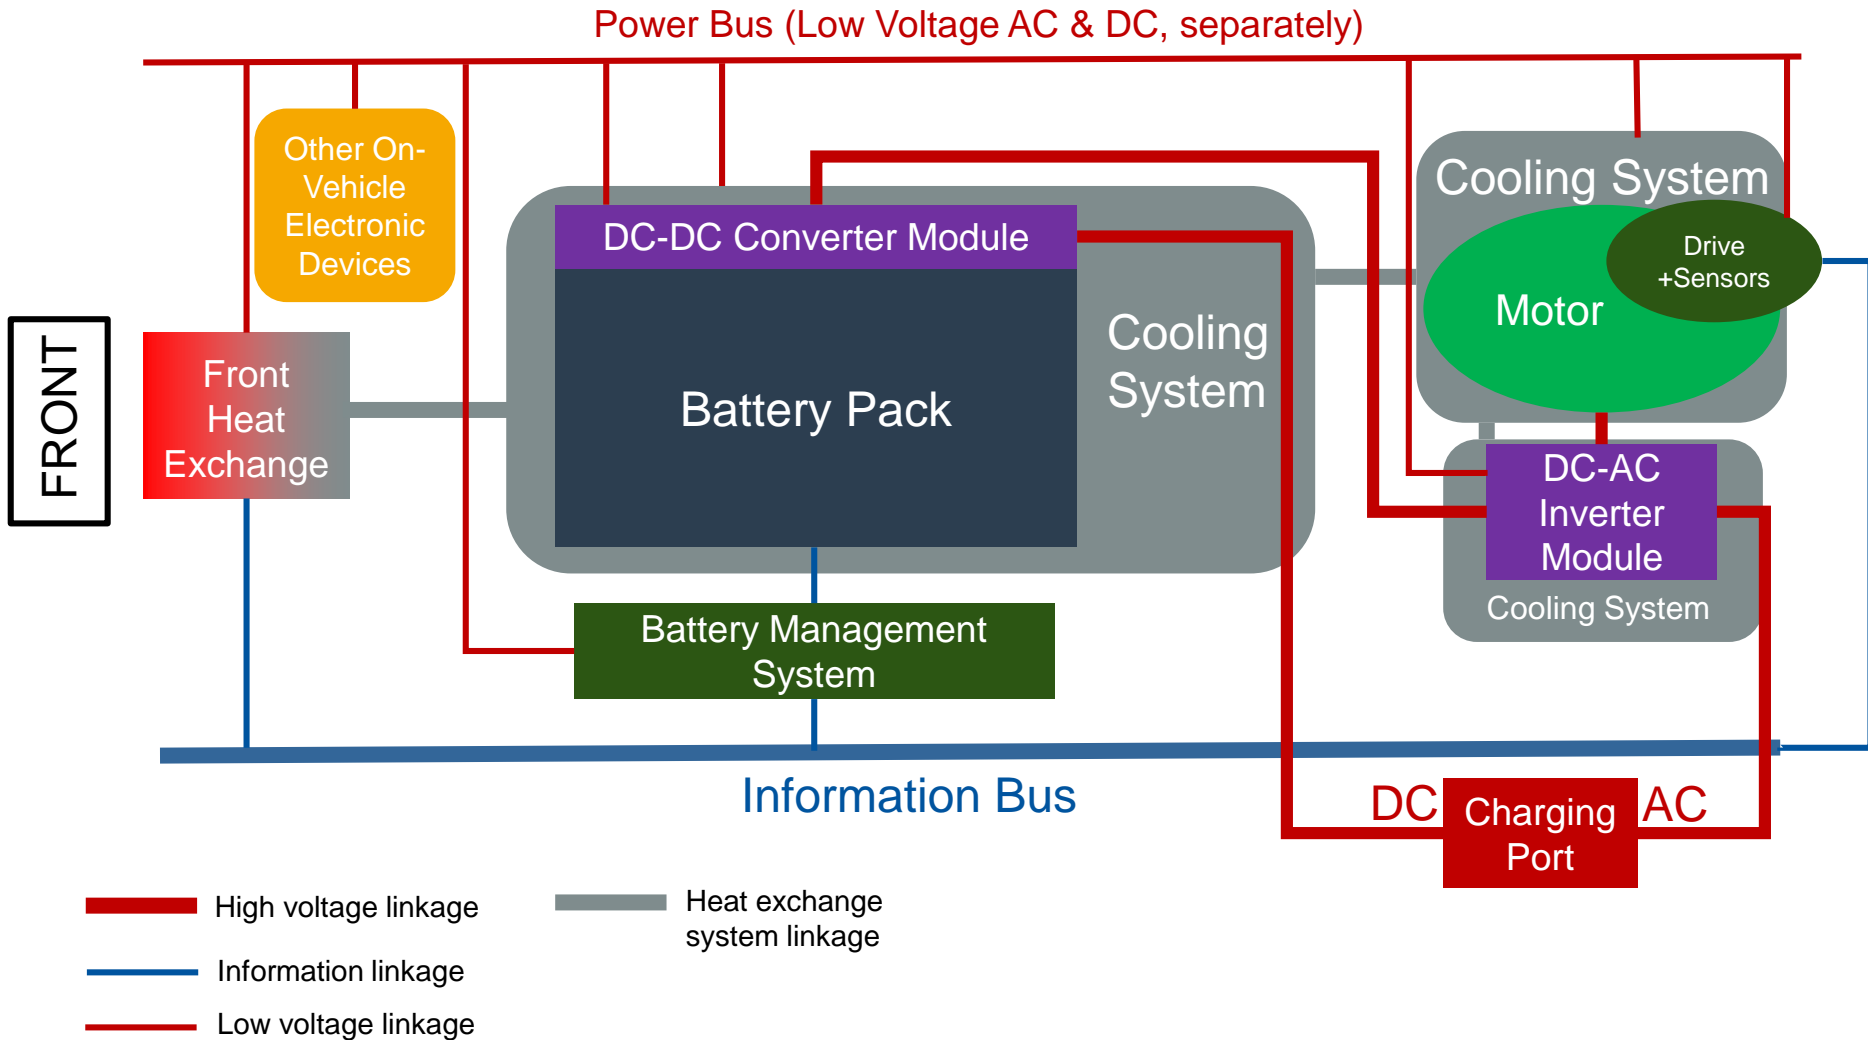 Power Bus (Low Voltage AC & DC, separately)
Other On-
Vehicle
Electronic
Devices
Cooling System
DC-DC Converter Module
Drive
+Sensors
Motor
FRONT
Front
Heat
Exchange
Battery Pack
Cooling
System
DC-AC
Inverter
Module
Cooling System
Battery Management
System
Information Bus
DC
Charging
Port
AC
High voltage linkage
Heat exchange
system linkage
Information linkage
Low voltage linkage